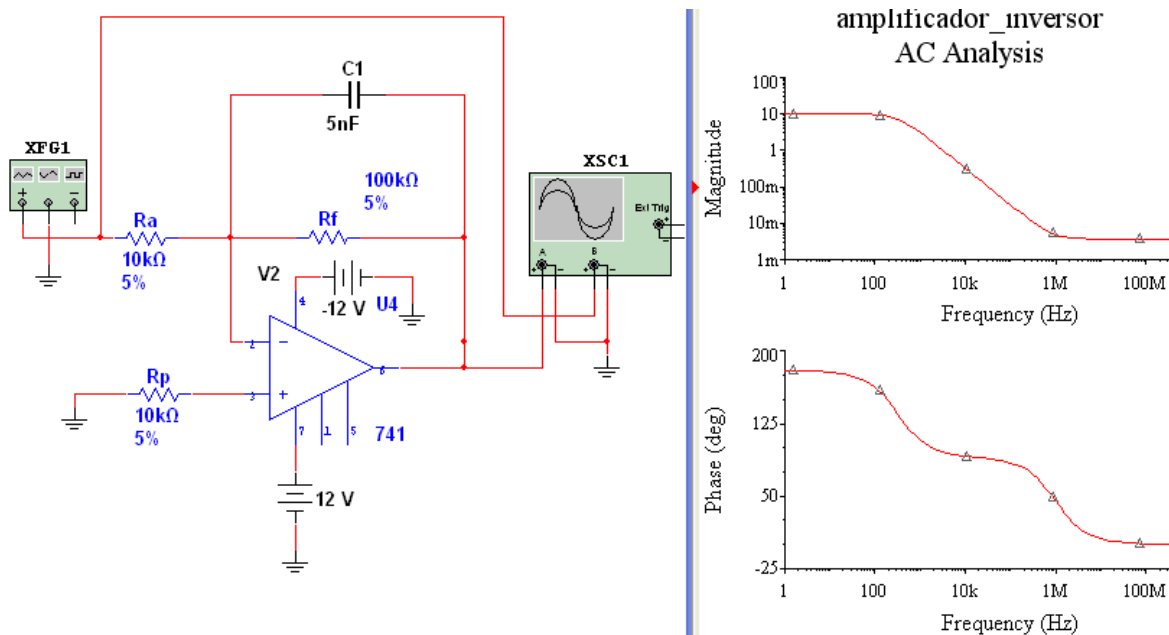 C1
5nF
XFG1
+
−
Ra
10kΩ
5%
100kΩ
5%
Rf
XSC1
Ext Trig
+
−
A
B
+
−
+
−
V2
-12 V
4
U4
2
−
6
Rp
10kΩ
5%
3
+
7
1
5
741
12 V
amplificador_inversor
AC Analysis
Magnitude
100
10
1
100m
10m
1m
1
100
10k
1M
100M
Frequency (Hz)
Phase (deg)
200
125
50
-25
1
100
10k
1M
100M
Frequency (Hz)